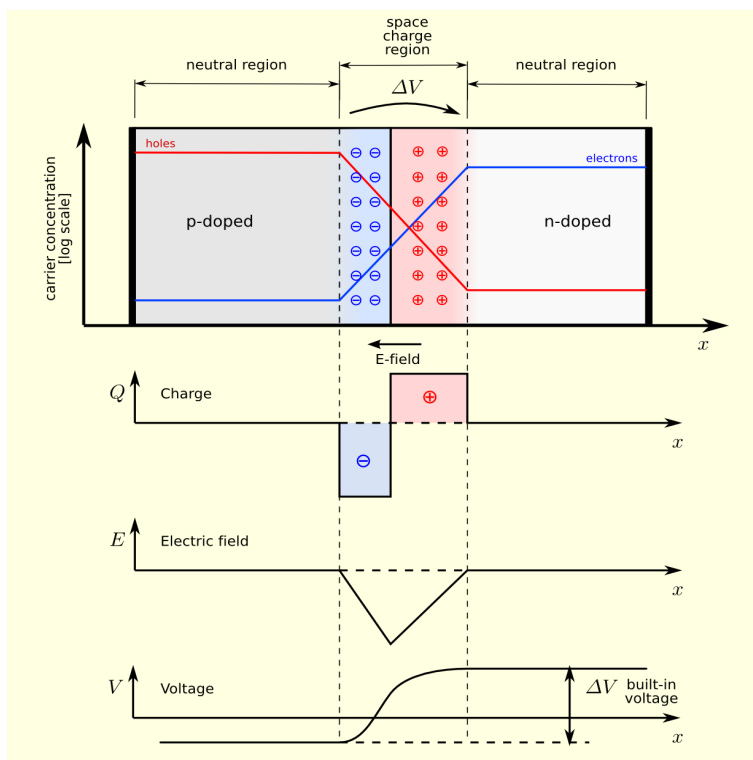 space
charge
region
neutral region
neutral region
ΔV
holes
electrons
carrier concentration
[log scale]
p-doped
n-doped
⊖ ⊖ ⊕ ⊕
⊖ ⊖ ⊕ ⊕
⊖ ⊖ ⊕ ⊕
⊖ ⊖ ⊕ ⊕
⊖ ⊖ ⊕ ⊕
⊖ ⊖ ⊕ ⊕
⊖ ⊖ ⊕ ⊕
x
E-field
Q
Charge
⊕
⊖
x
E
Electric field
x
V
Voltage
ΔV
built-in
voltage
x